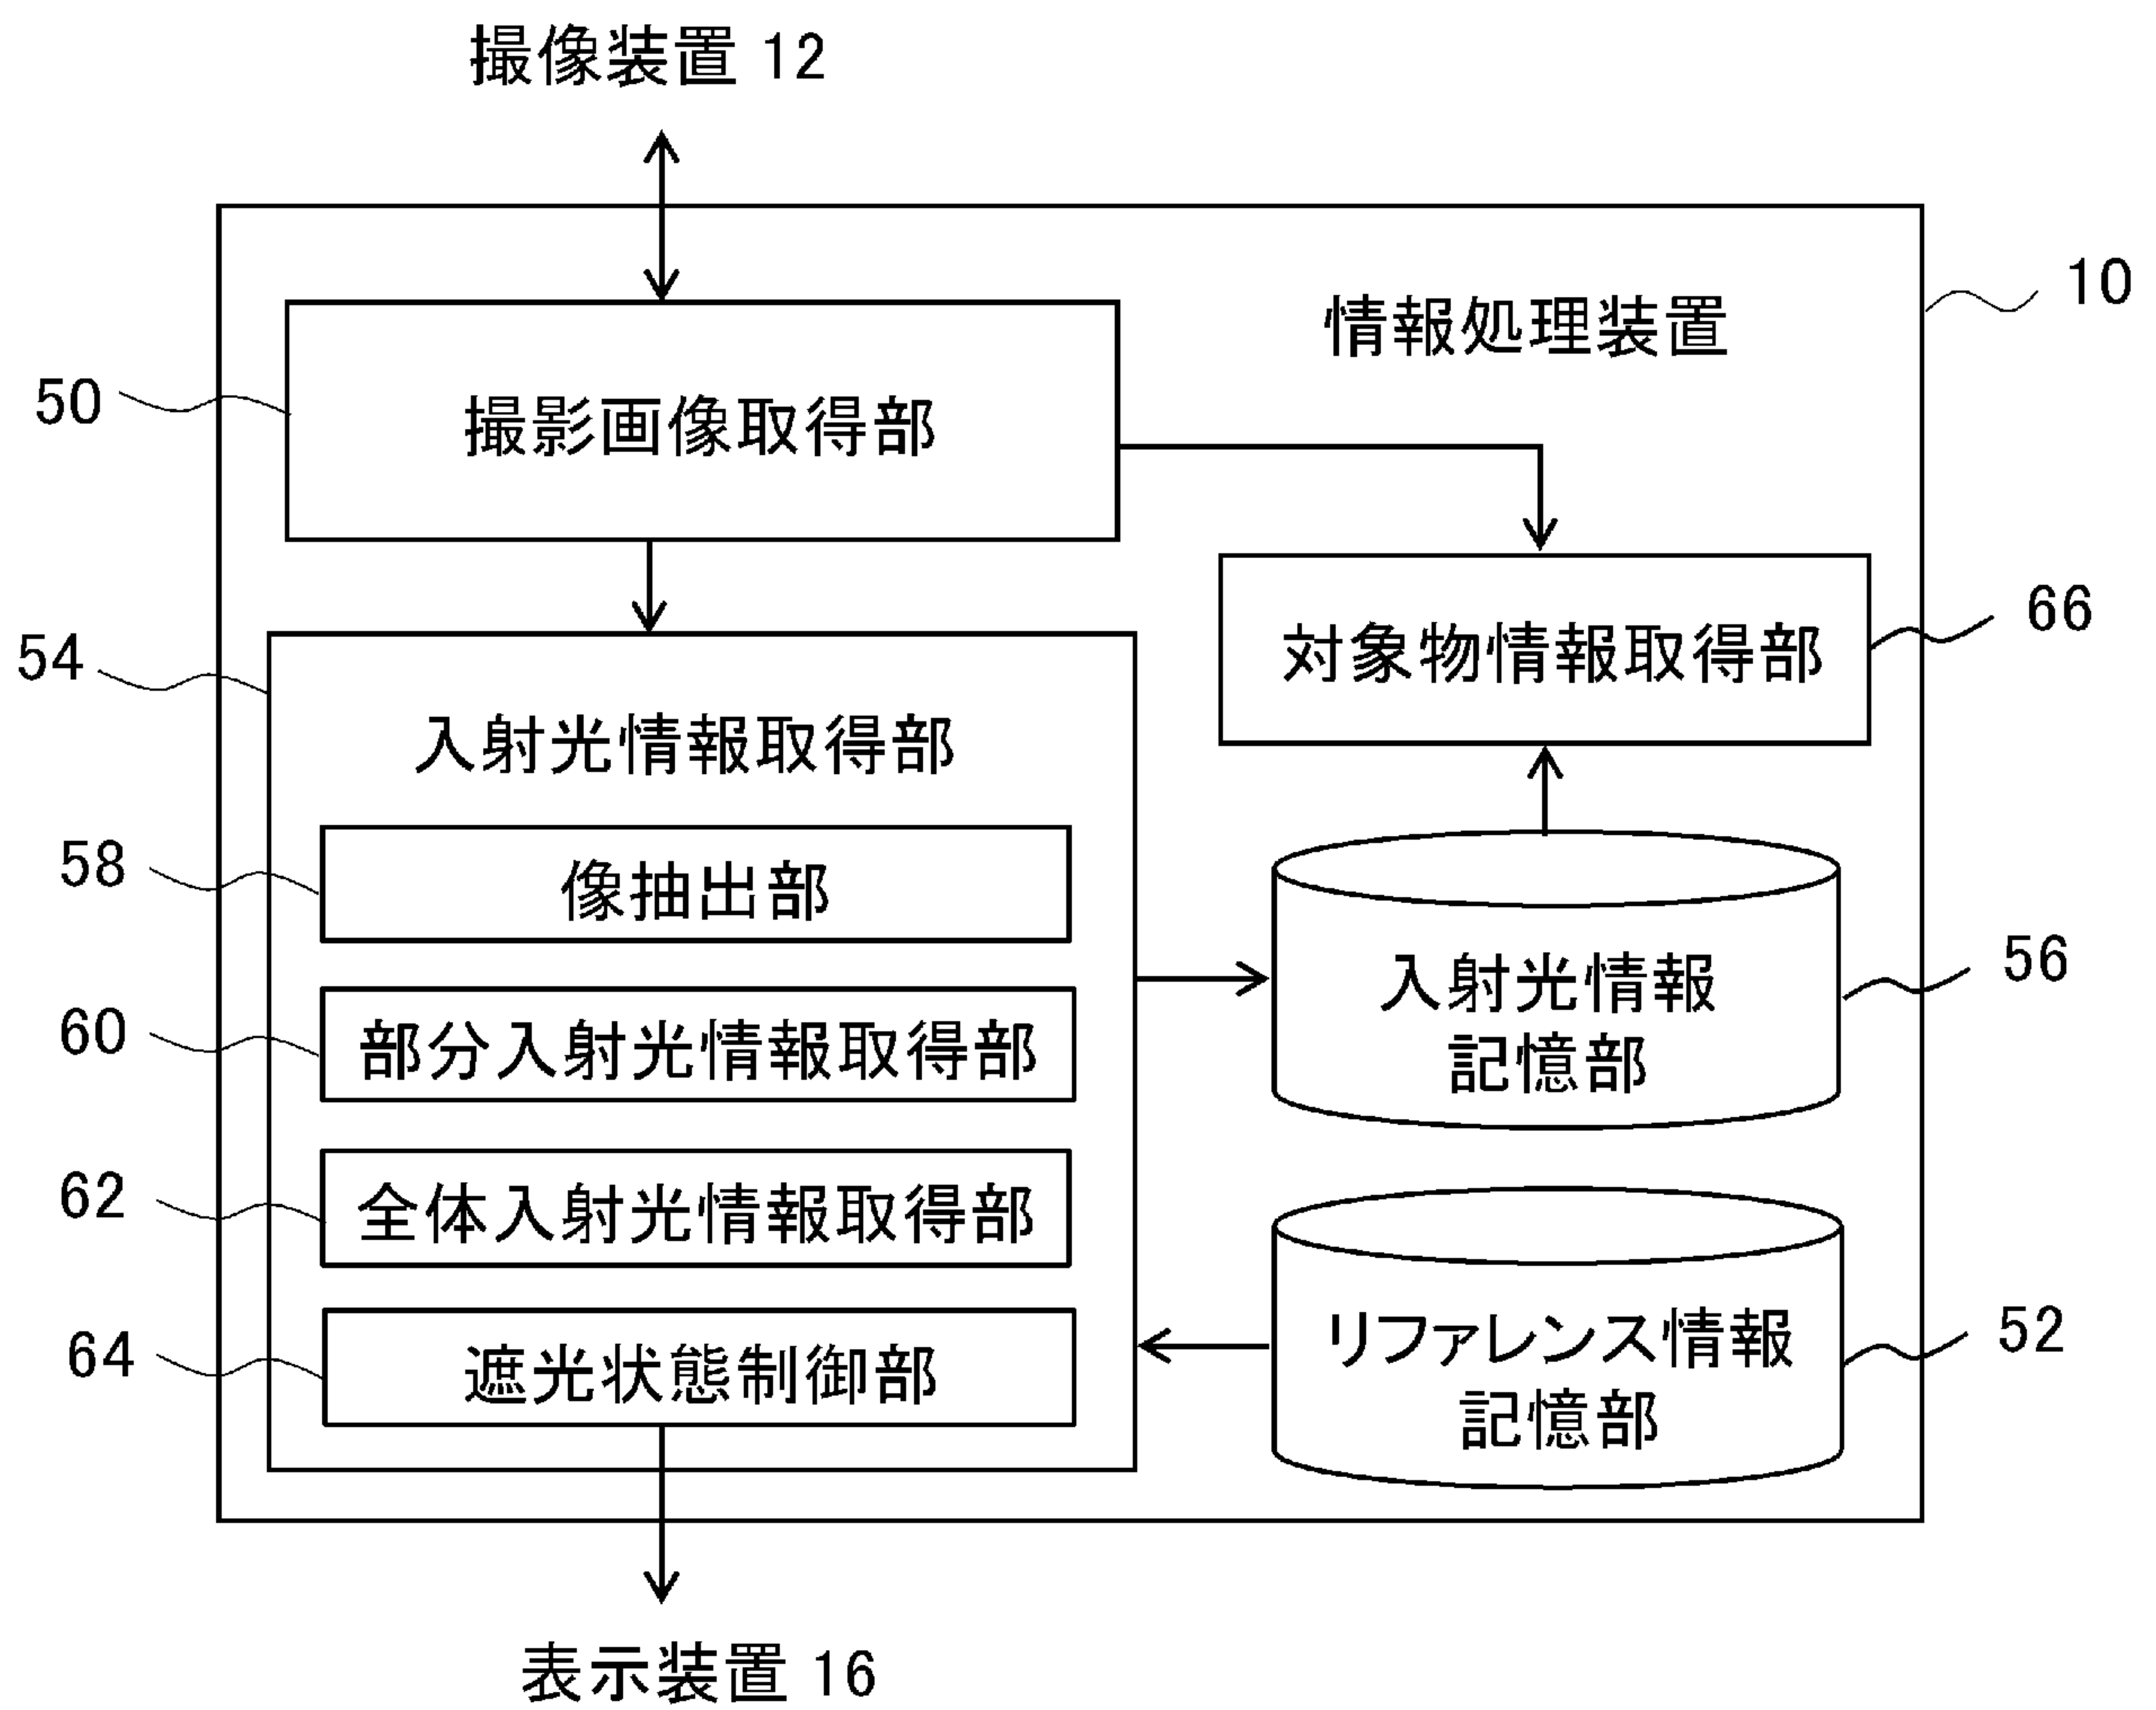 撮像装置 12
情報処理装置
10
50
撮影画像取得部
54
入射光情報取得部
対象物情報取得部
66
58
像抽出部
60
部分入射光情報取得部
入射光情報
記憶部
56
62
全体入射光情報取得部
64
遮光状態制御部
リファレンス情報
記憶部
52
表示装置 16